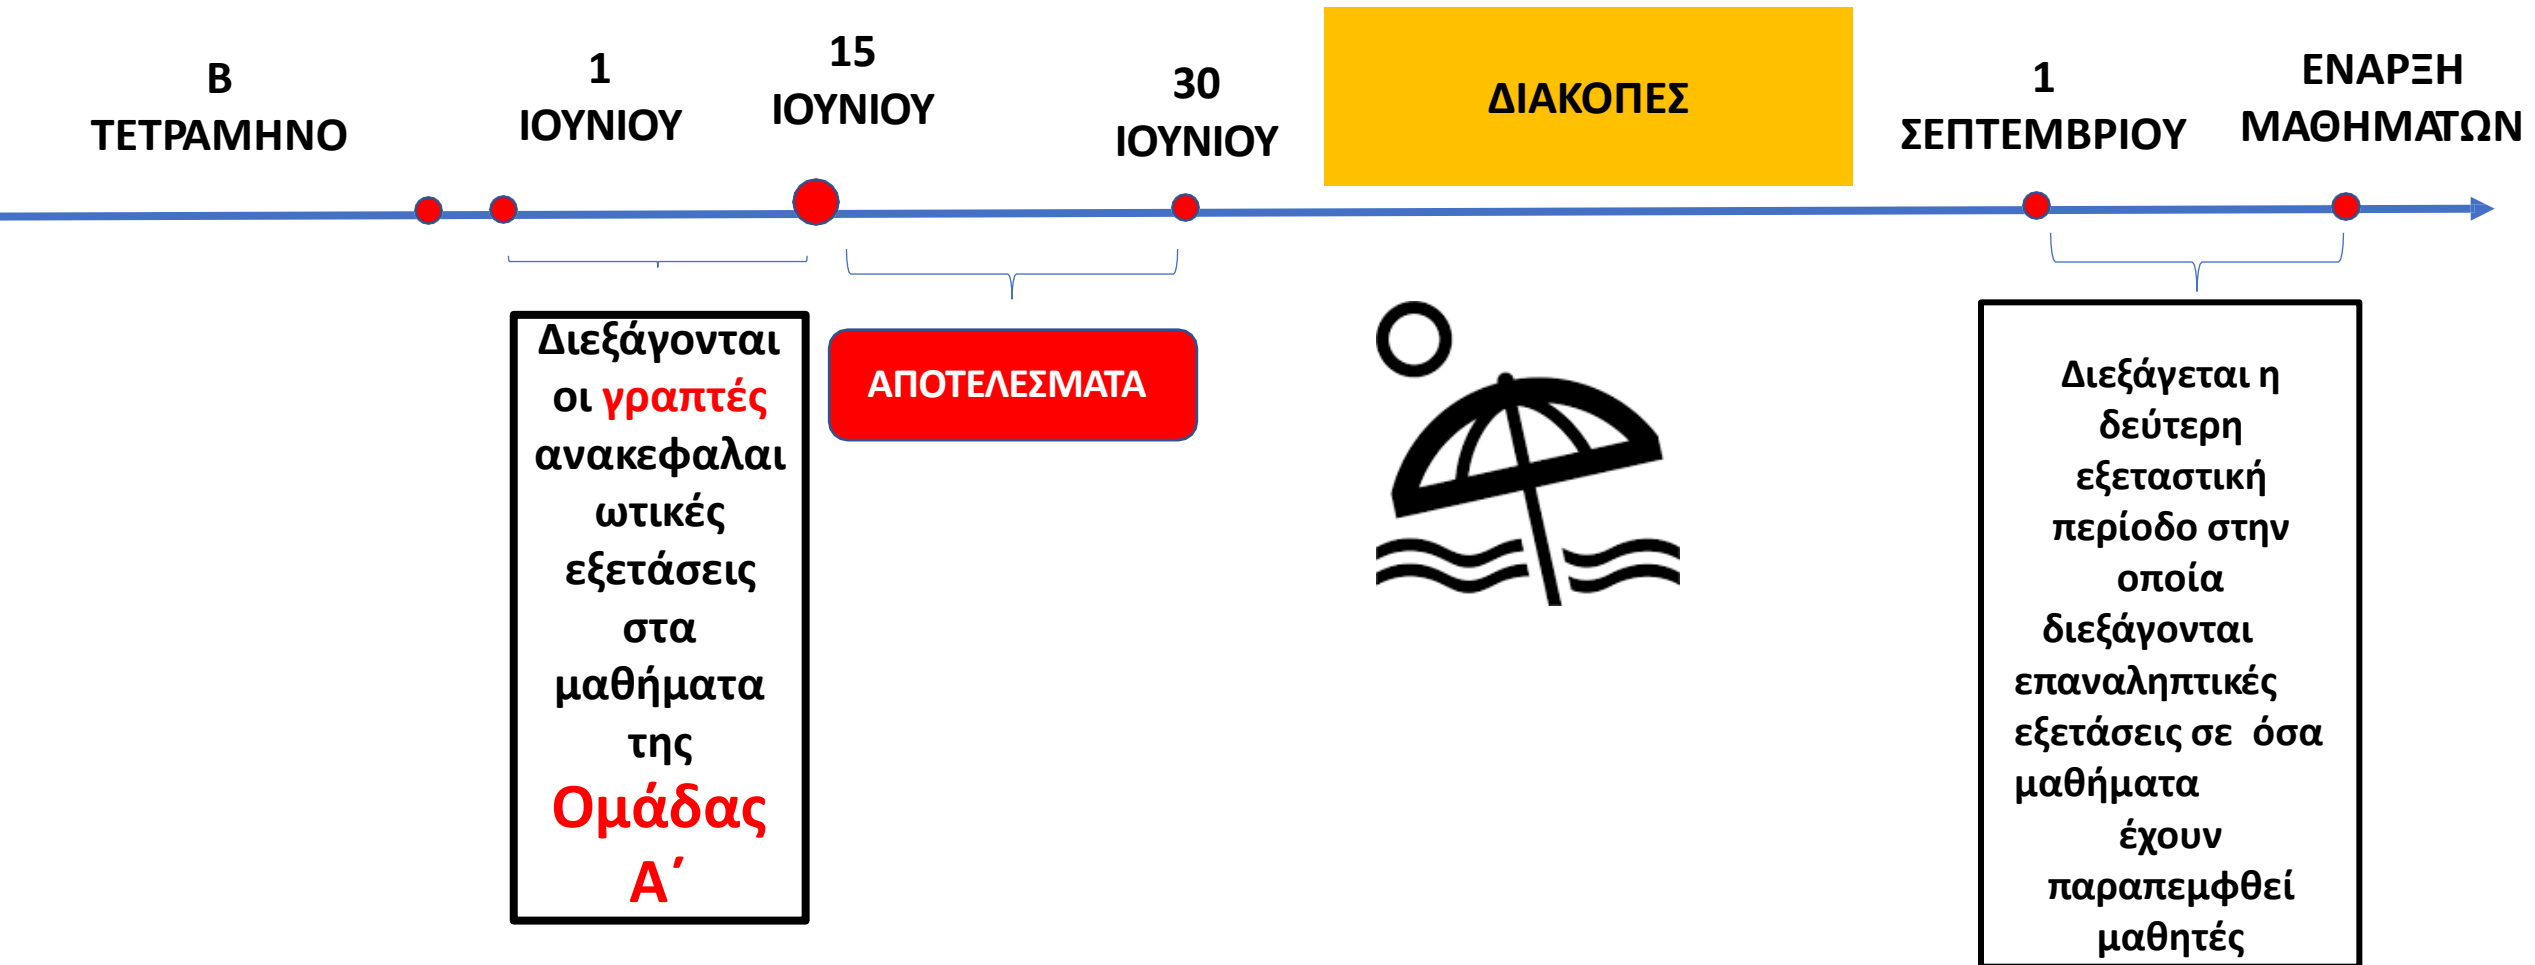 Β
ΤΕΤΡΑΜΗΝΟ
1
ΙΟΥΝΙΟΥ
15
ΙΟΥΝΙΟΥ
30
ΙΟΥΝΙΟΥ
ΔΙΑΚΟΠΕΣ
1
ΣΕΠΤΕΜΒΡΙΟΥ
ΕΝΑΡΞΗ
ΜΑΘΗΜΑΤΩΝ
Διεξάγονται
οι γραπτές
ανακεφαλαι
ωτικές
εξετάσεις
στα
μαθήματα
της
Ομάδας
Α΄
ΑΠΟΤΕΛΕΣΜΑΤΑ
Διεξάγεται η
δεύτερη
εξεταστική
περίοδο στην
οποία
διεξάγονται
επαναληπτικές
εξετάσεις σε όσα
μαθήματα
έχουν
παραπεμφθεί
μαθητές